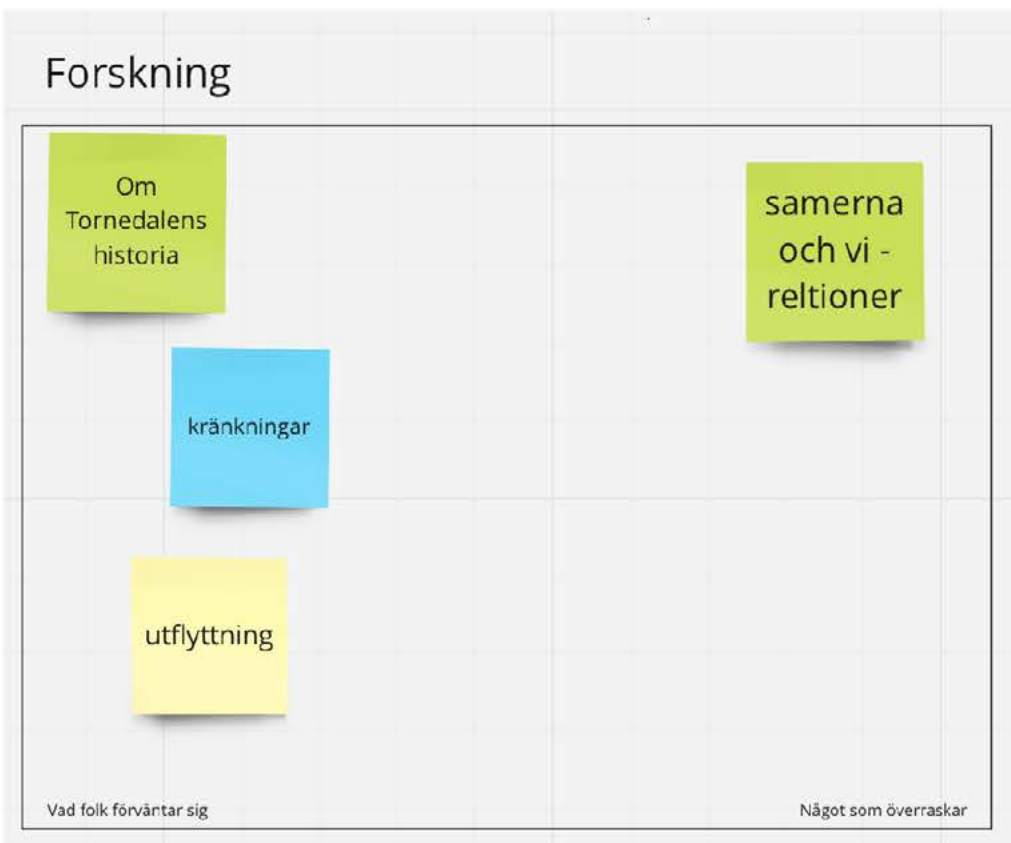 Forskning
Om
Tornedalens
historia
samerna
och vi -
reltioner
kränkningar
utflyttning
Vad folk förväntar sig
Något som överraskar